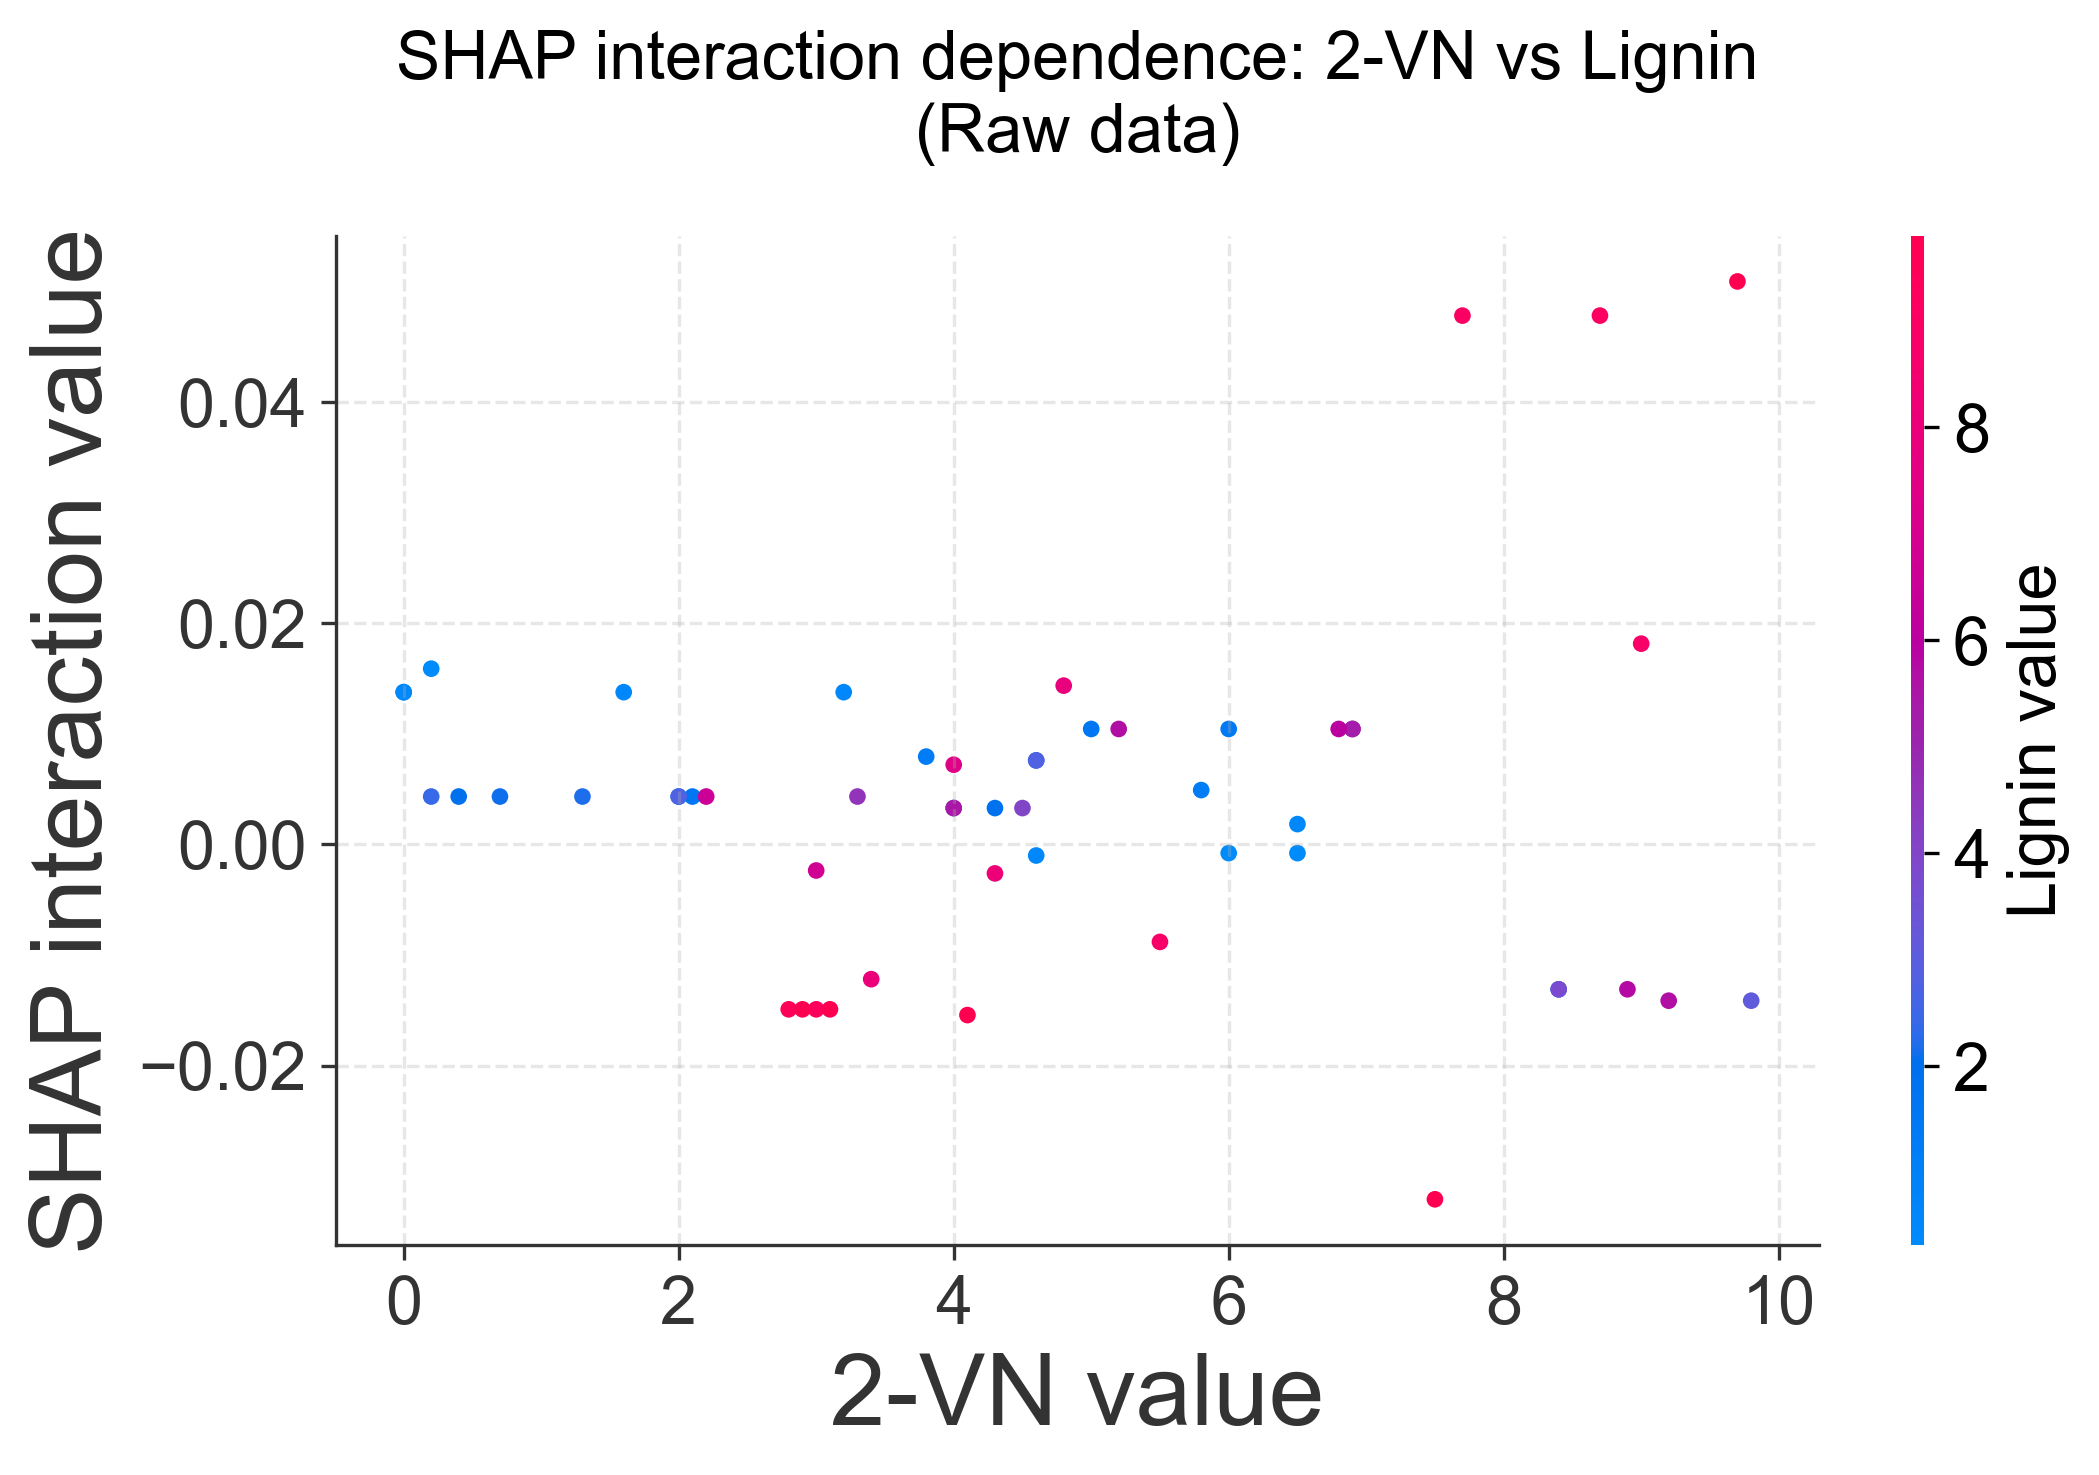 SHAP interaction dependence: 2-VN vs Lignin
(Raw data)
SHAP interaction value
0.04
0.02
0.00
−0.02
0
2
4
6
8
10
2-VN value
8
6
4
2
Lignin value